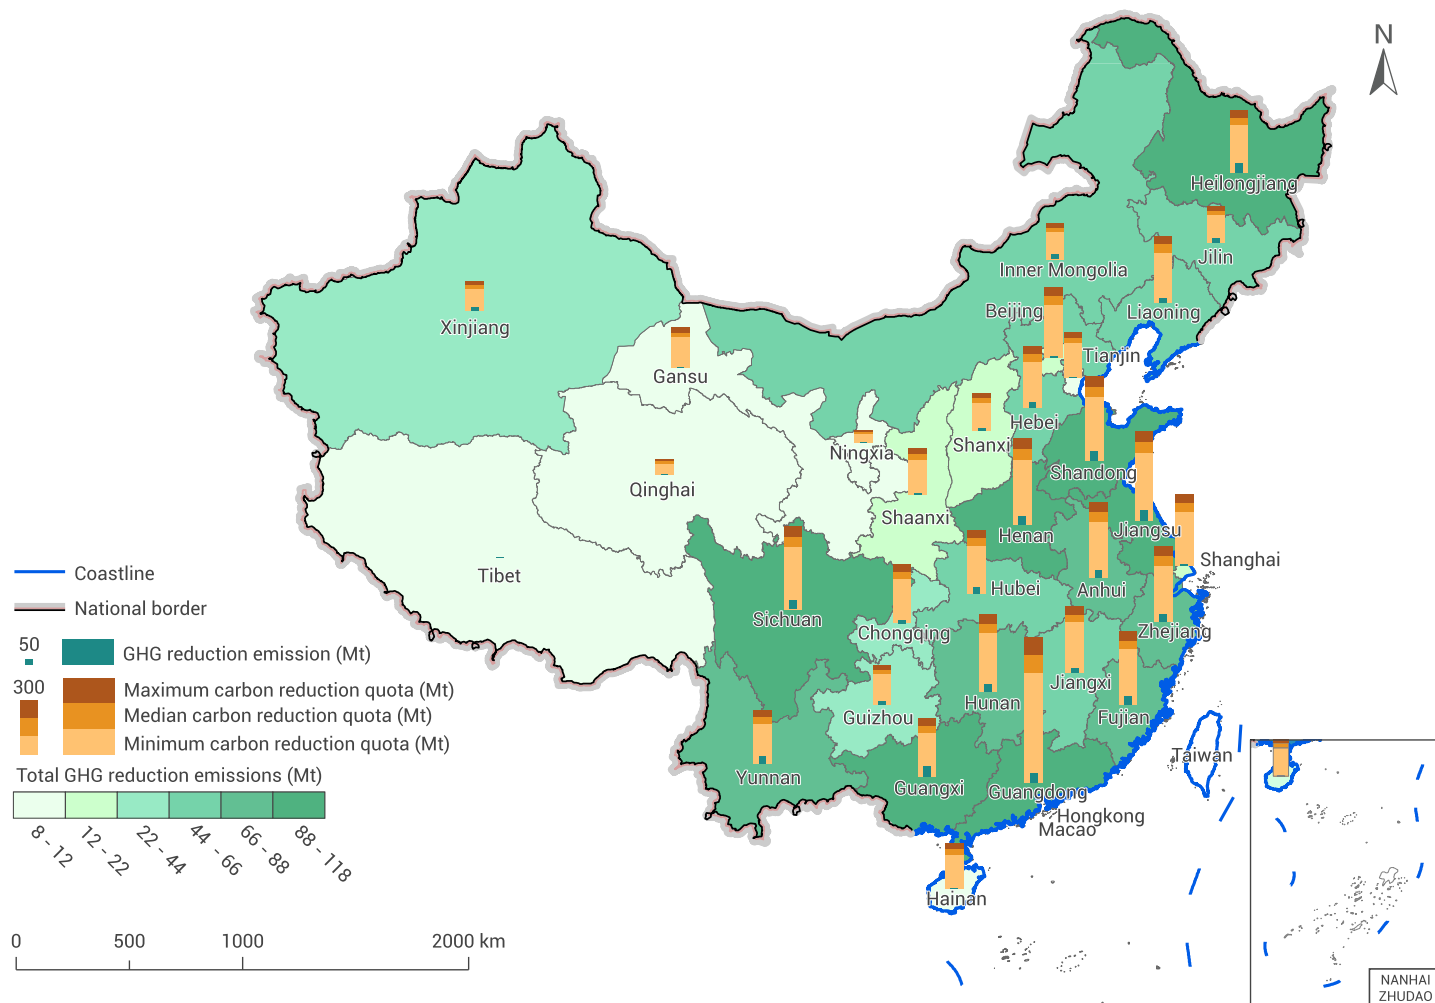 N
Heilongjiang
Jilin
Inner Mongolia
Beijing
Liaoning
Xinjiang
Tianjin
Gansu
Hebei
Shanxi
Ningxia
Shandong
Qinghai
Shaanxi
Henan
Jiangsu
Shanghai
Tibet
Hubei
Anhui
Sichuan
Chongqing
Zhejiang
Jiangxi
Hunan
Guizhou
Fujian
Taiwan
Yunnan
Guangxi
Guangdong
Hongkong
Macao
Hainan
Coastline
National border
50
GHG reduction emission (Mt)
300
Maximum carbon reduction quota (Mt)
Median carbon reduction quota (Mt)
Minimum carbon reduction quota (Mt)
Total GHG reduction emissions (Mt)
8 - 12
12 - 22
22 - 44
44 - 66
66 - 88
88 - 118
0 500 1000 2000 km
NANHAI
ZHUDAO